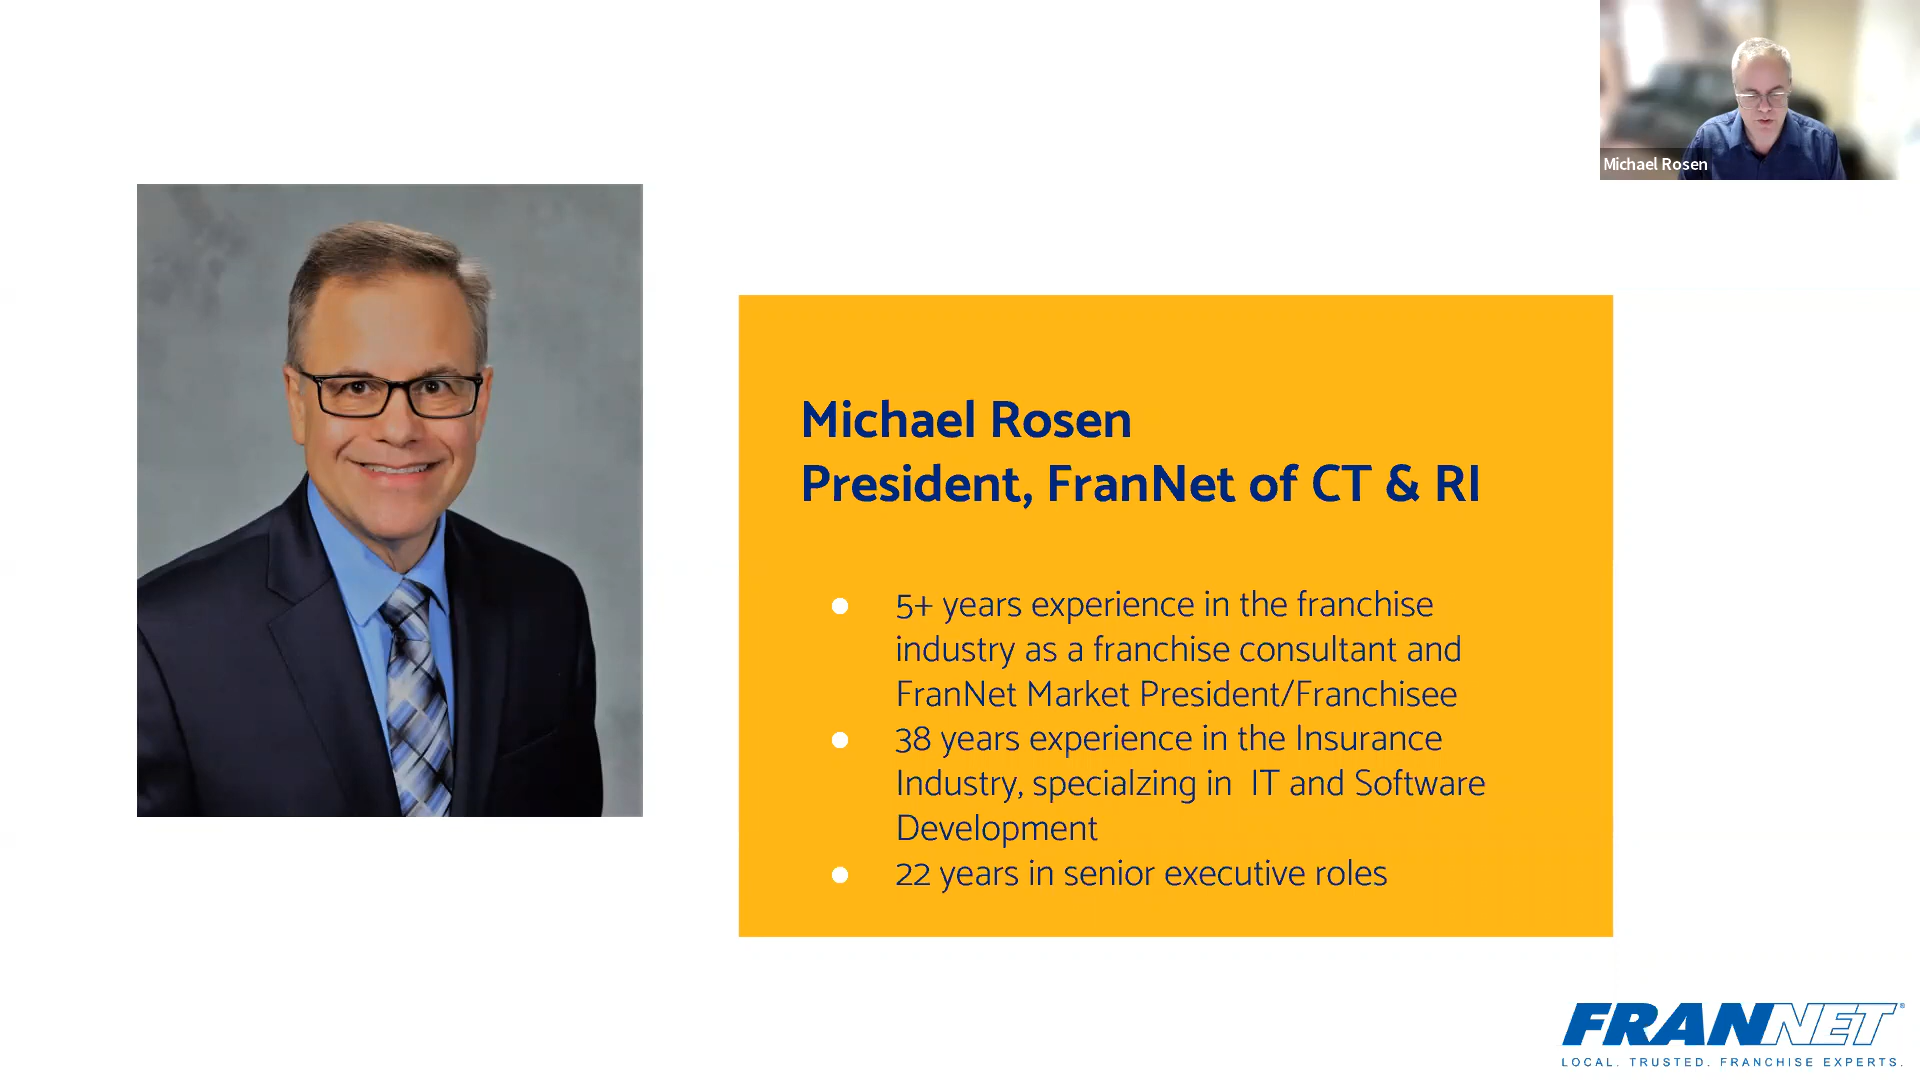 Michael Rosen
Michael Rosen
President, FranNet of CT & RI
● 5+ years experience in the franchise
industry as a franchise consultant and
FranNet Market President/Franchisee
● 38 years experience in the Insurance
Industry, specialzing in IT and Software
Development
● 22 years in senior executive roles
FRANNET®
LOCAL. TRUSTED. FRANCHISE EXPERTS.